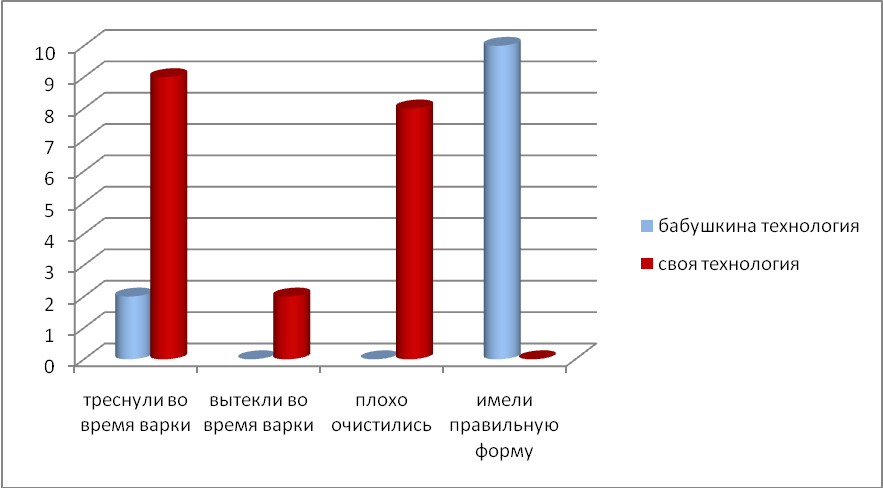 10
9
8
7
6
5
4
3
2
1
0
треснули во
время варки
вытекли во
время варки
плохо
очистились
имели
правильную
форму
бабушкина технология
своя технология